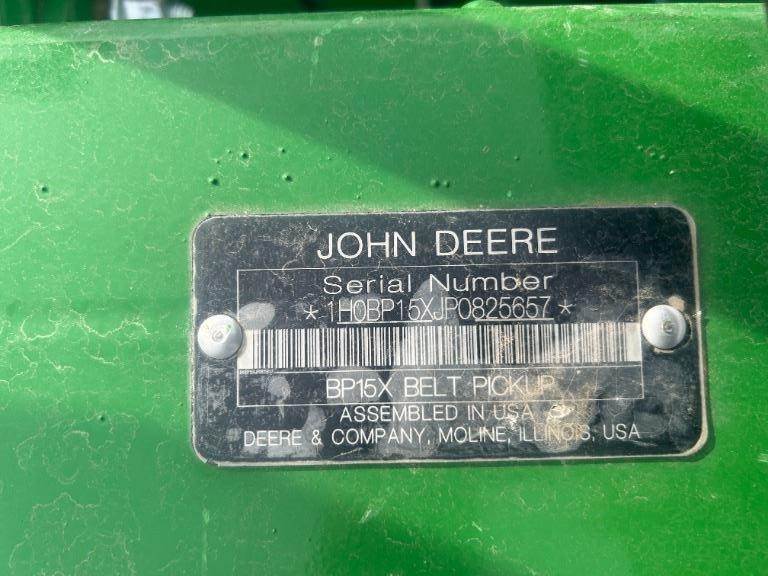 JOHN DEERE
Serial Number
*1H0BP15XJP0825657*
BP15X BELT PICKUP
ASSEMBLED IN USA
DEERE & COMPANY, MOLINE, ILLINOIS, USA